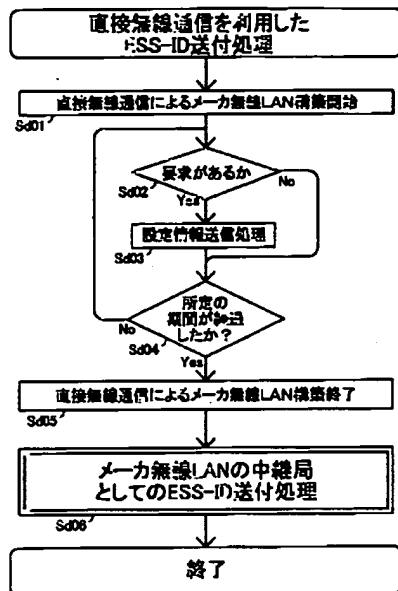 直接無線通信を利用した
ESS-ID送付処理
直接無線通信によるメーカ無線LAN構築開始
Sd01
要求があるか
Sd02
No
Yes
設定情報送信処理
Sd03
所定の
期間が経過
したか？
No
Sd04
Yes
直接無線通信によるメーカ無線LAN構築終了
Sd05
メーカ無線LANの中継局
としてのESS-ID送付処理
Sd06
終了